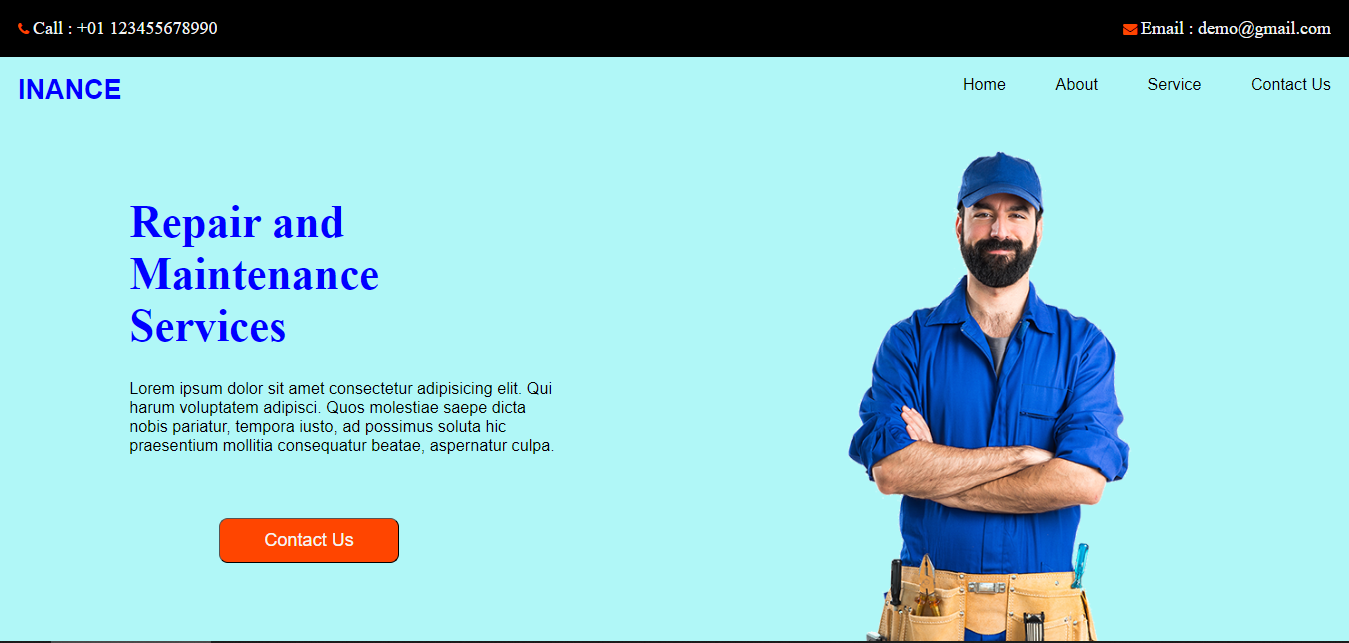 Call : +01 123455678990
Email : demo@gmail.com
INANCE
Home
About
Service
Contact Us
Repair and
Maintenance
Services
Lorem ipsum dolor sit amet consectetur adipisicing elit. Qui
harum voluptatem adipisci. Quos molestiae saepe dicta
nobis pariatur, tempora iusto, ad possimus soluta hic
praesentium mollitia consequatur beatae, aspernatur culpa.
Contact Us